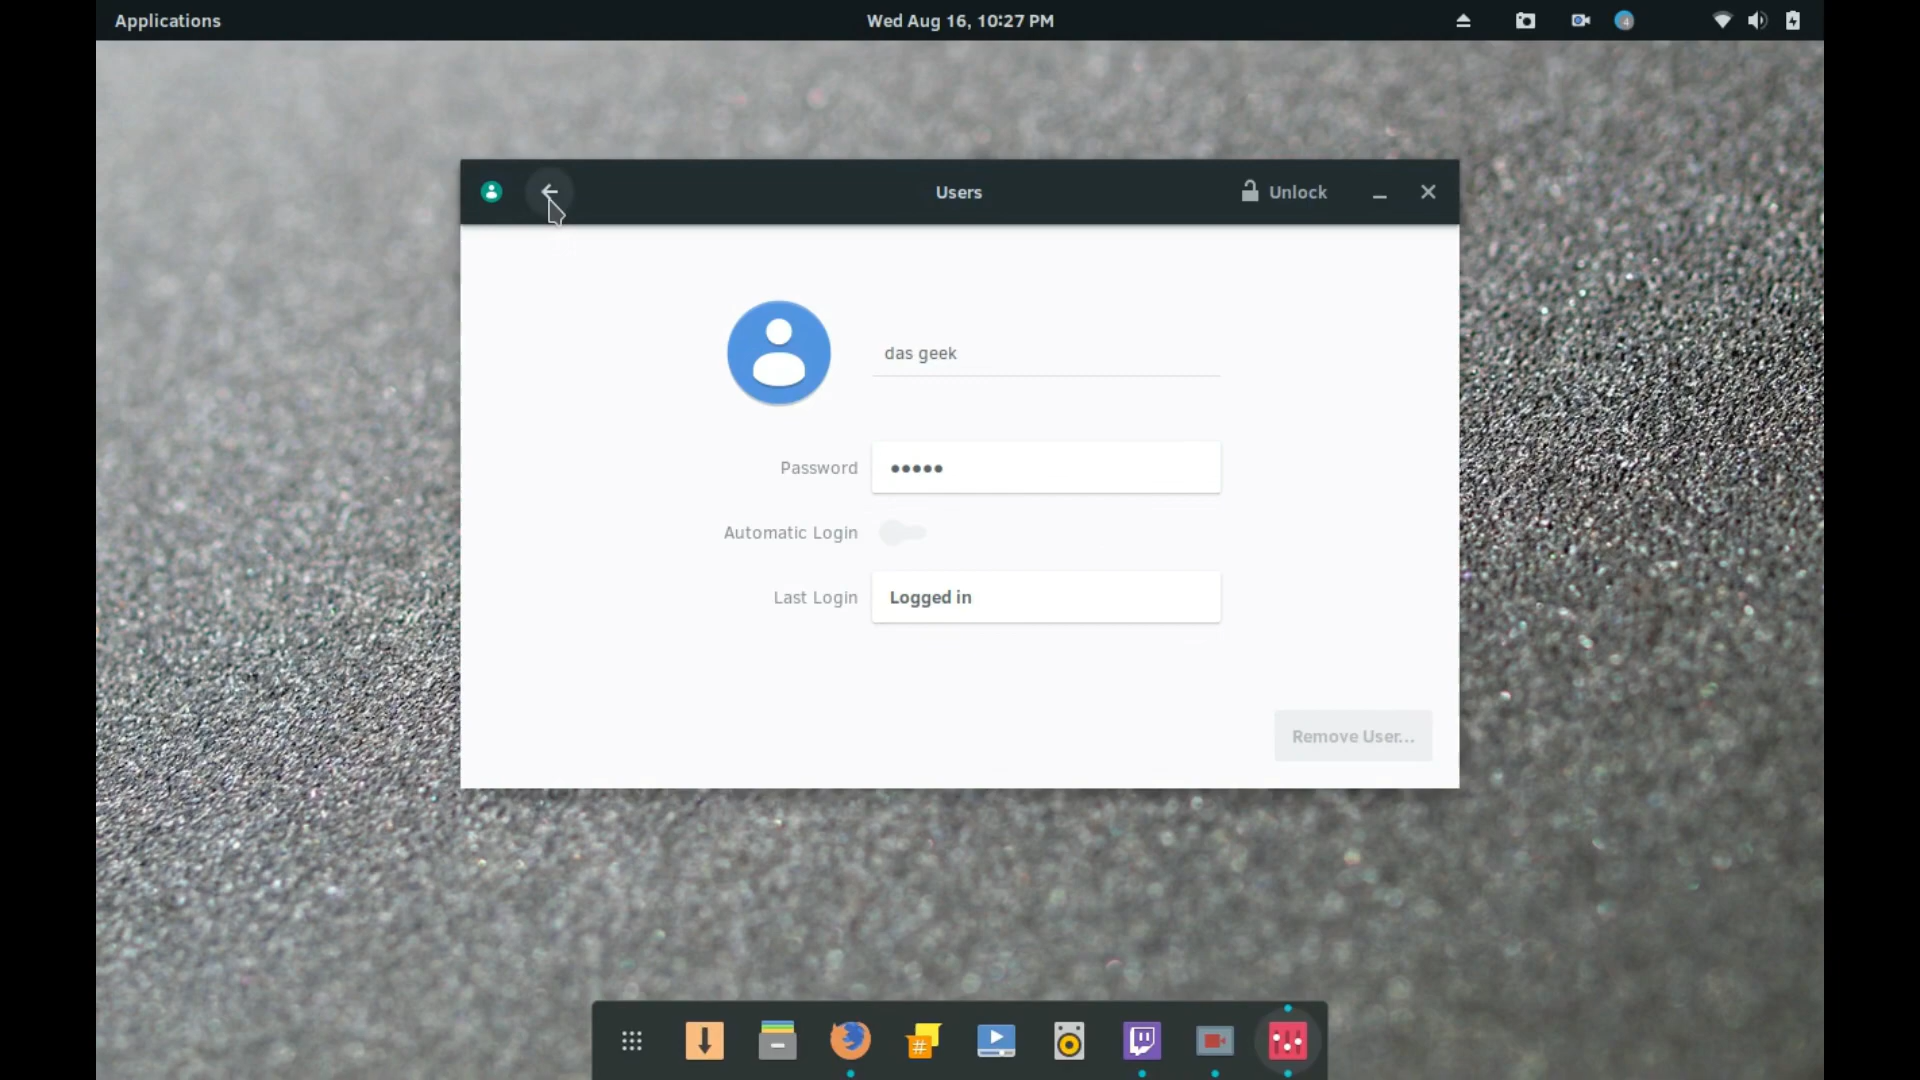 Applications
Wed Aug 16, 10:27 PM
4
Users
Unlock
das geek
Password
●●●●●
Automatic Login
Last Login
Logged in
Remove User...
#